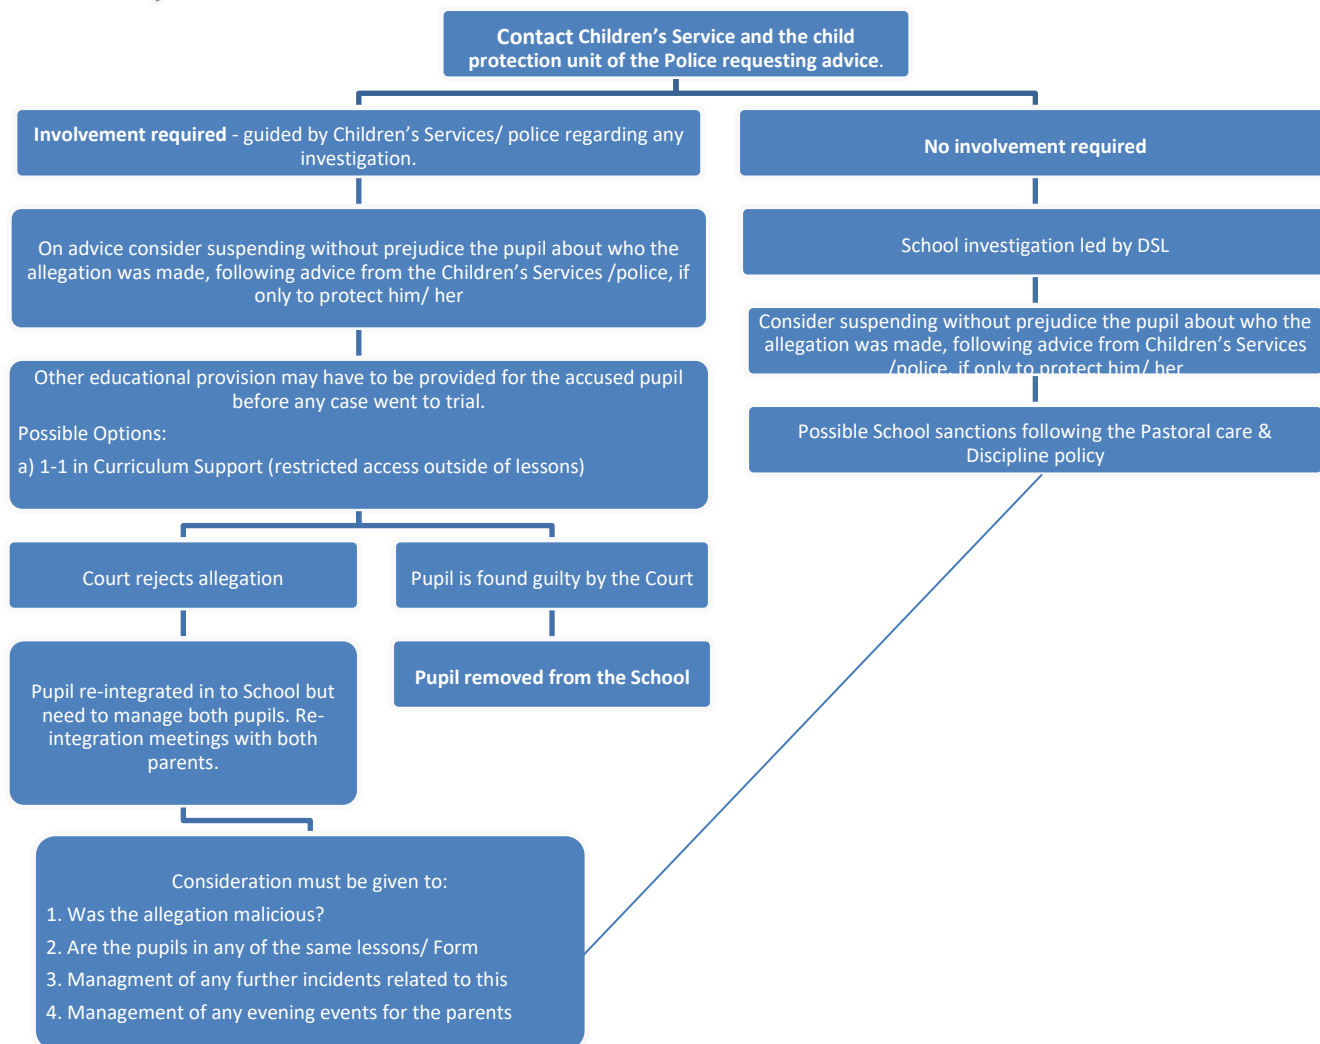 Contact Children’s Service and the child
protection unit of the Police requesting advice.
Involvement required - guided by Children’s Services/ police regarding any
investigation.
No involvement required
On advice consider suspending without prejudice the pupil about who the
allegation was made, following advice from the Children’s Services /police, if
only to protect him/ her
School investigation led by DSL
Consider suspending without prejudice the pupil about who the
allegation was made, following advice from Children’s Services
/police, if only to protect him/ her
Other educational provision may have to be provided for the accused pupil
before any case went to trial.
Possible Options:
a) 1-1 in Curriculum Support (restricted access outside of lessons)
Possible School sanctions following the Pastoral care &
Discipline policy
Court rejects allegation
Pupil is found guilty by the Court
Pupil re-integrated in to School but
need to manage both pupils. Re-
integration meetings with both
parents.
Pupil removed from the School
Consideration must be given to:
1. Was the allegation malicious?
2. Are the pupils in any of the same lessons/ Form
3. Managment of any further incidents related to this
4. Management of any evening events for the parents